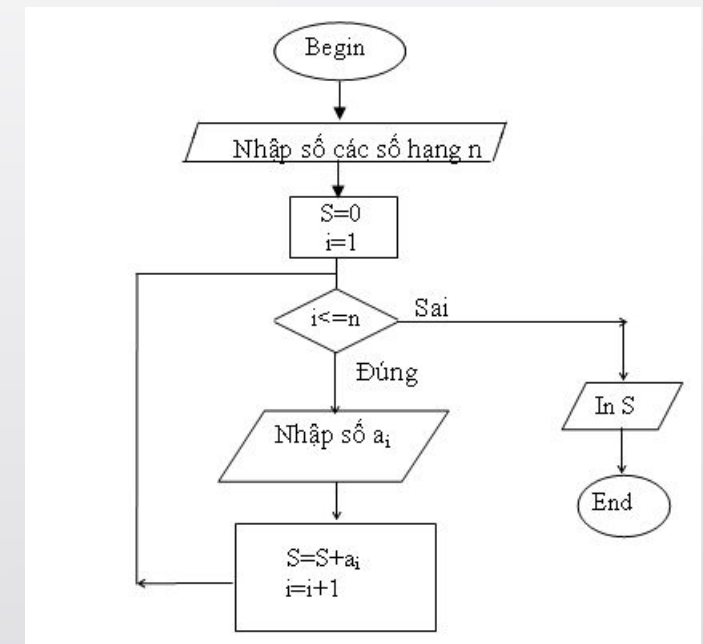 Begin
Nhập số các số hạng n
S=0
i=1
i<=n
Sai
Đúng
Nhập số aᵢ
In S
End
S=S+aᵢ
i=i+1